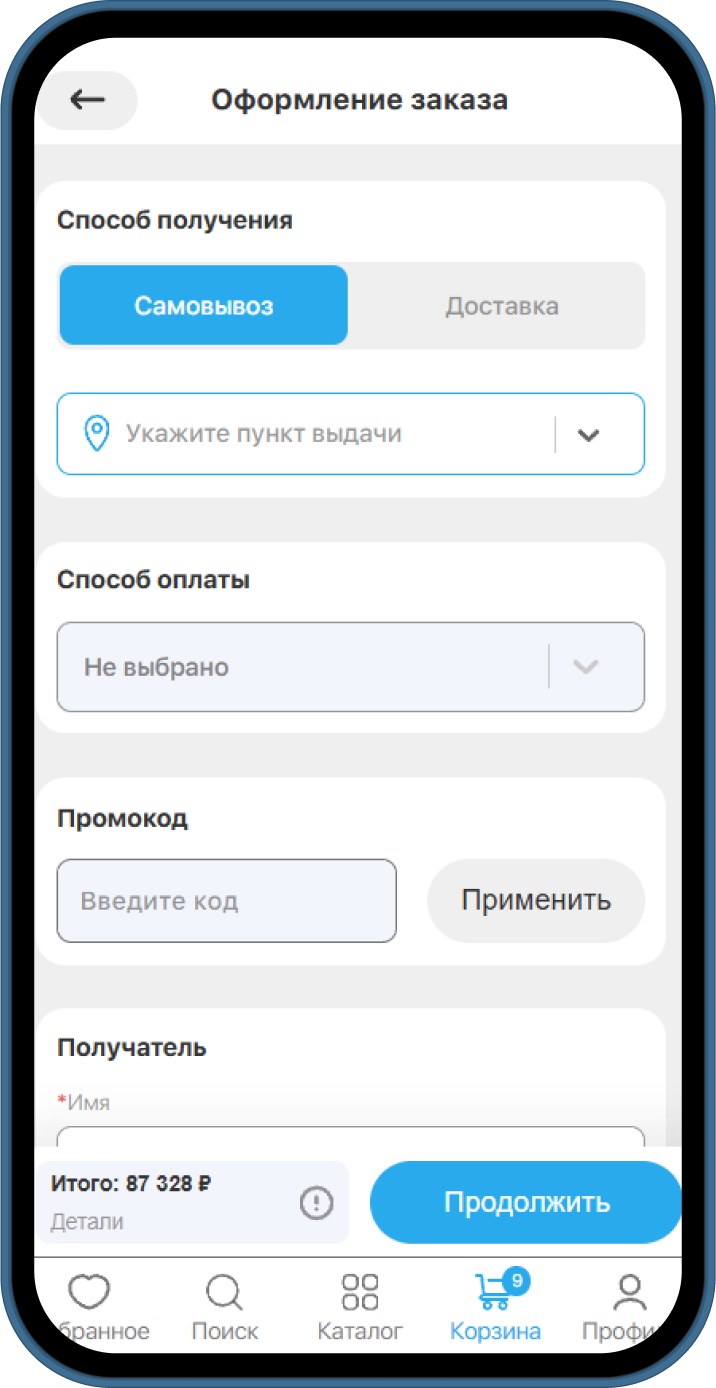 Оформление заказа
Способ получения
Самовывоз
Доставка
Укажите пункт выдачи
Способ оплаты
Не выбрано
Промокод
Введите код
Применить
Получатель
*Имя
Итого: 87 328 ₽
Детали
Продолжить
9
бранное
Поиск
Каталог
Корзина
Профи